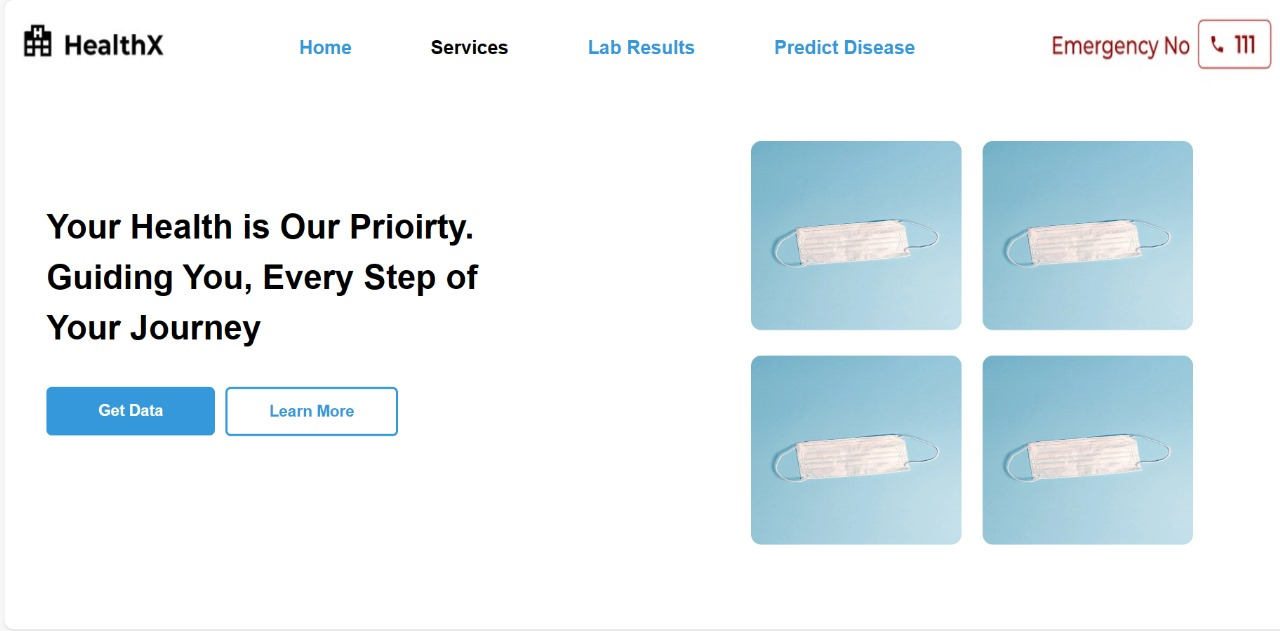 HealthX
Home
Services
Lab Results
Predict Disease
Emergency No
111
Your Health is Our Prioirty.
Guiding You, Every Step of
Your Journey
Get Data
Learn More